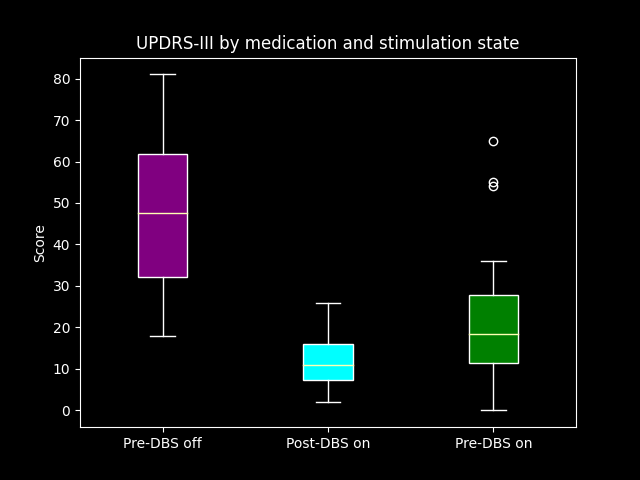 UPDRS-III by medication and stimulation state
80
70
60
50
40
30
20
10
0
Score
Pre-DBS off
Post-DBS on
Pre-DBS on